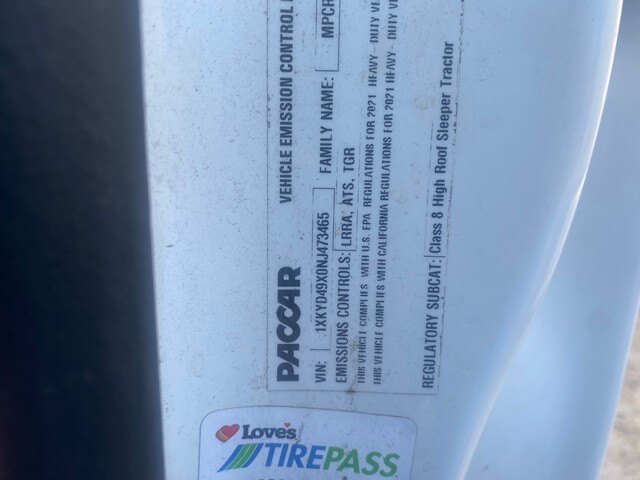 PACCAR VEHICLE EMISSION CONTROL
VIN: 1XKYD49X0NJ473465 FAMILY NAME: MPCR
EMISSIONS CONTROLS: LRRA, ATS, TGR
THIS VEHICLE COMPLIES WITH U.S. EPA REGULATIONS FOR 2021 HEAVY - DUTY VE
THIS VEHICLE COMPLIES WITH CALIFORNIA REGULATIONS FOR 2021 HEAVY - DUTY VE
REGULATORY SUBCAT: Class 8 High Roof Sleeper Tractor
Love's
TIREPASS